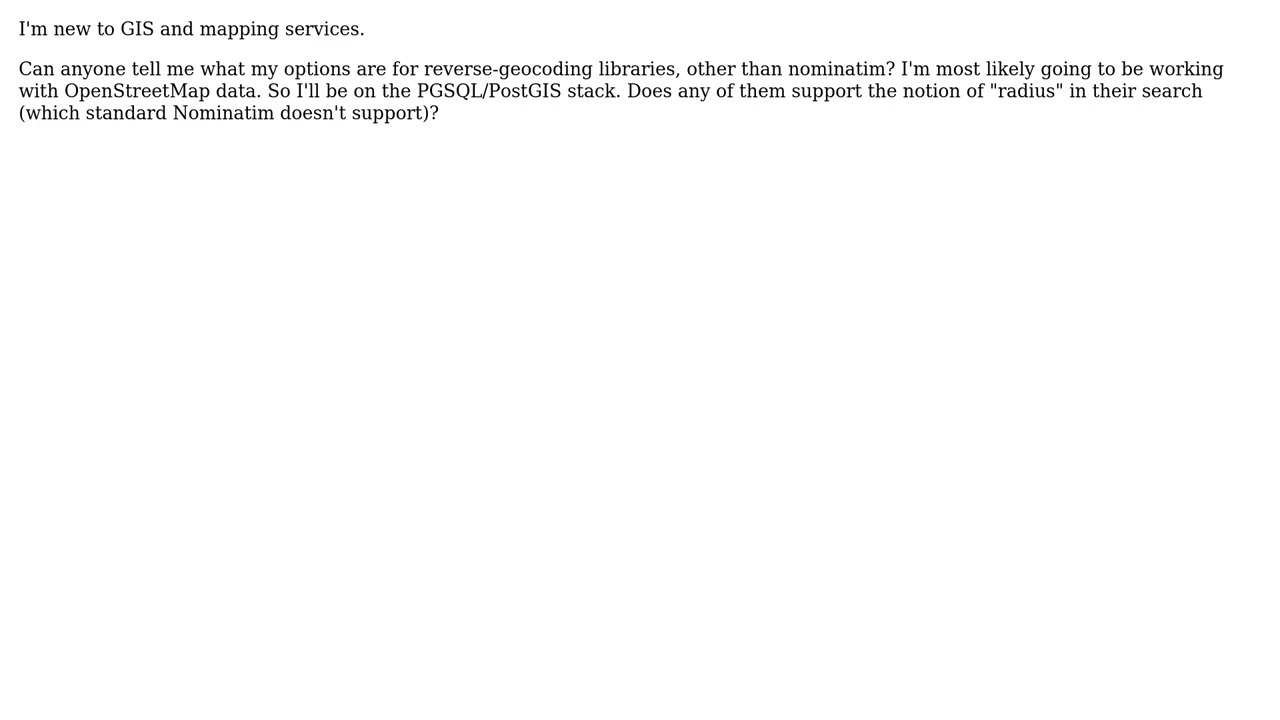 I'm new to GIS and mapping services.
Can anyone tell me what my options are for reverse-geocoding libraries, other than nominatim? I'm most likely going to be working
with OpenStreetMap data. So I'll be on the PGSQL/PostGIS stack. Does any of them support the notion of "radius" in their search
(which standard Nominatim doesn't support)?